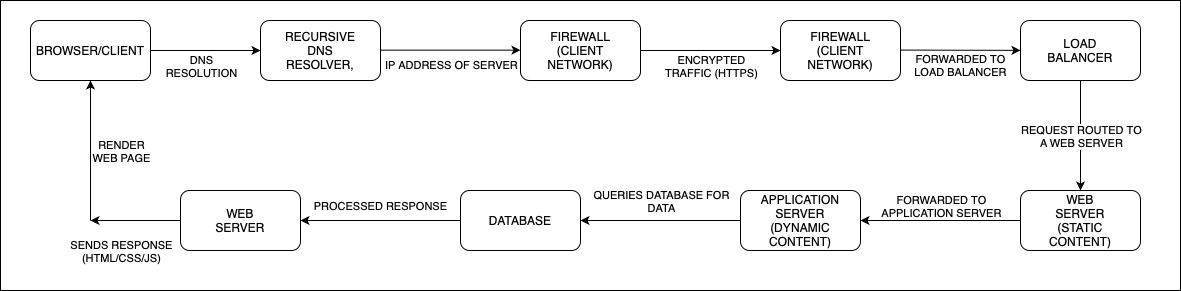 BROWSER/CLIENT
DNS
RESOLUTION
RECURSIVE
DNS
RESOLVER,
IP ADDRESS OF SERVER
FIREWALL
(CLIENT
NETWORK)
ENCRYPTED
TRAFFIC (HTTPS)
FIREWALL
(CLIENT
NETWORK)
FORWARDED TO
LOAD BALANCER
LOAD
BALANCER
REQUEST ROUTED TO
A WEB SERVER
WEB
SERVER
(STATIC
CONTENT)
FORWARDED TO
APPLICATION SERVER
APPLICATION
SERVER
(DYNAMIC
CONTENT)
QUERIES DATABASE FOR
DATA
DATABASE
PROCESSED RESPONSE
WEB
SERVER
SENDS RESPONSE
(HTML/CSS/JS)
RENDER
WEB PAGE